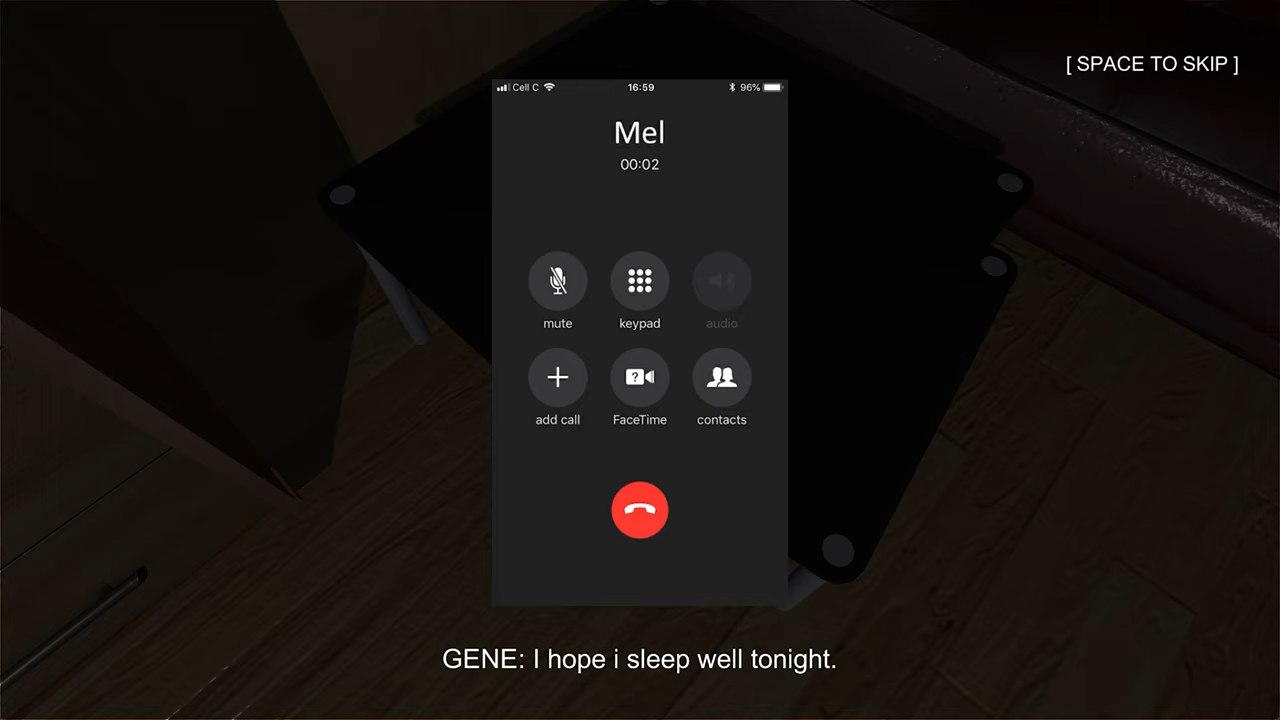 [ SPACE TO SKIP ]
Cell C 16:59 96%
Mel
00:02
mute keypad audio
?
add call FaceTime contacts
GENE: I hope i sleep well tonight.